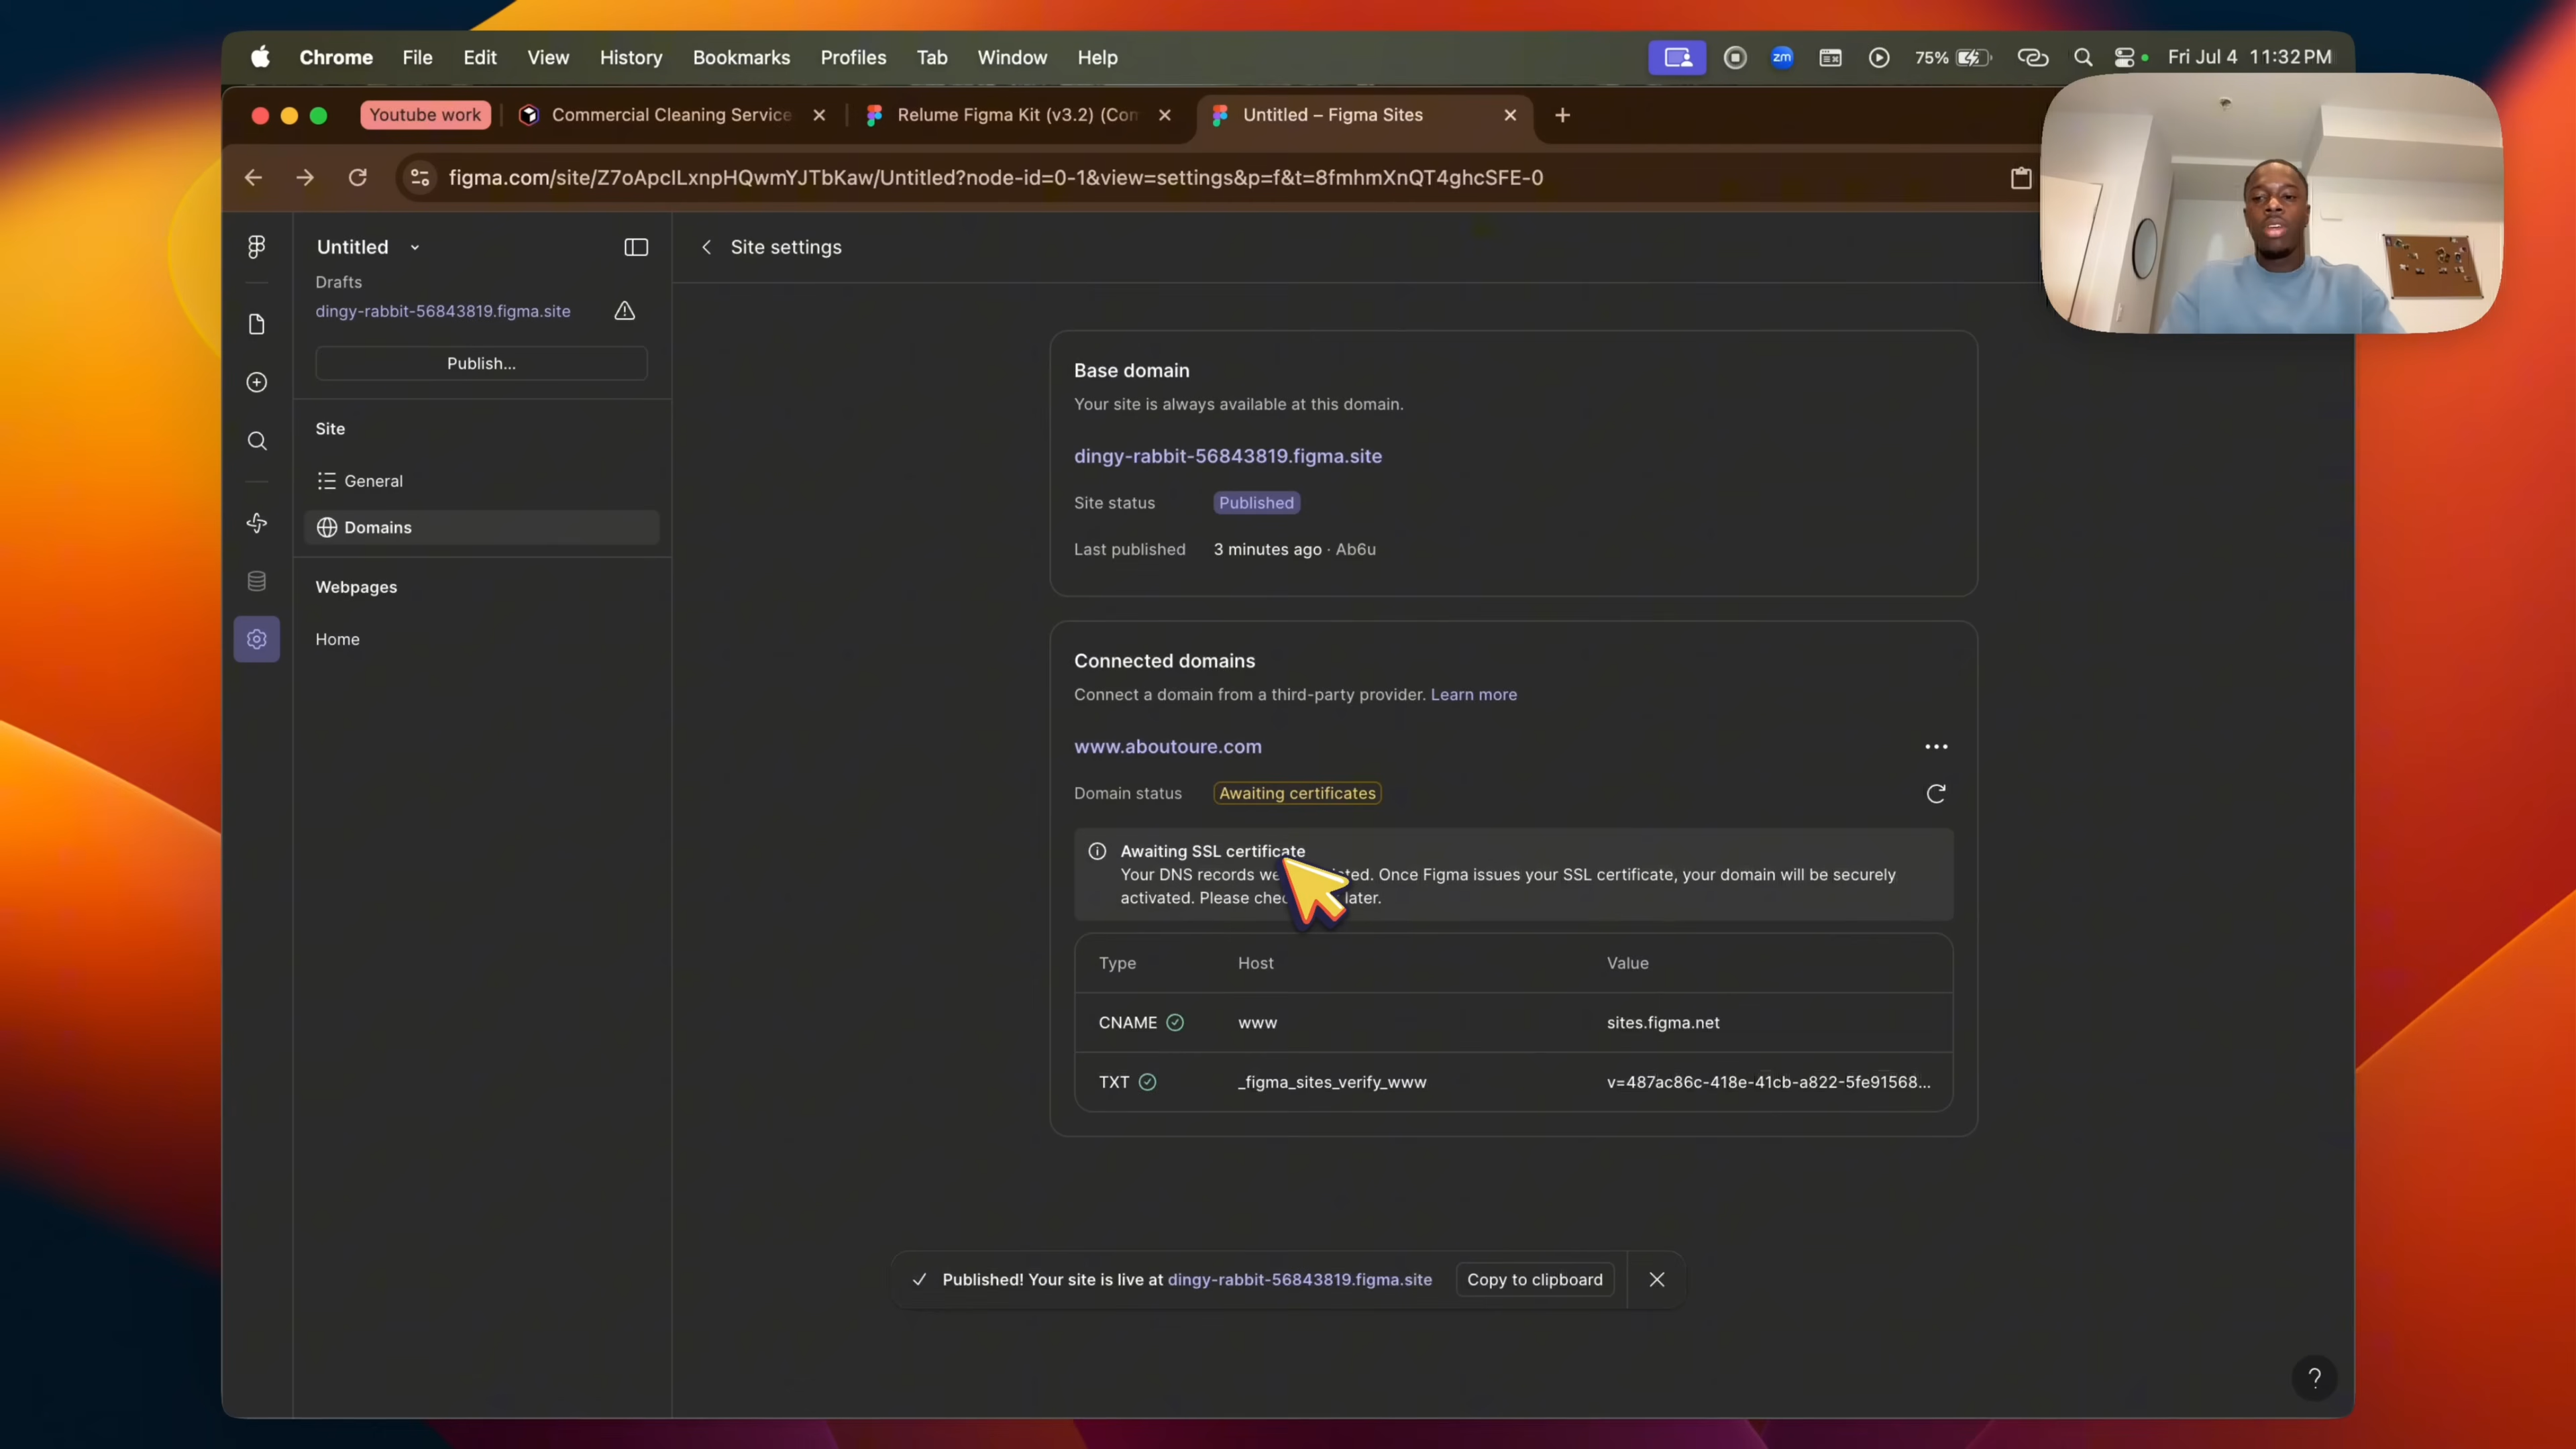 Chrome File Edit View History Bookmarks Profiles Tab Window Help zm 75% Fri Jul 4 11:32 PM
Youtube work Commercial Cleaning Service Relume Figma Kit (v3.2) (Con Untitled – Figma Sites
figma.com/site/Z7oApclLxnpHQwmYJTbKaw/Untitled?node-id=0-1&view=settings&p=f&t=8fmhmXnQT4ghcSFE-0
Untitled
Drafts
dingy-rabbit-56843819.figma.site
Publish...
Site
General
Domains
Webpages
Home
Site settings
Base domain
Your site is always available at this domain.
dingy-rabbit-56843819.figma.site
Site status Published
Last published 3 minutes ago · Ab6u
Connected domains
Connect a domain from a third-party provider. Learn more
www.aboutoure.com
Domain status Awaiting certificates
Awaiting SSL certificate
Your DNS records ted. Once Figma issues your SSL certificate, your domain will be securely
activated. Please later.
Type Host Value
CNAME www sites.figma.net
TXT _figma_sites_verify_www v=487ac86c-418e-41cb-a822-5fe91568...
Published! Your site is live at dingy-rabbit-56843819.figma.site Copy to clipboard
?